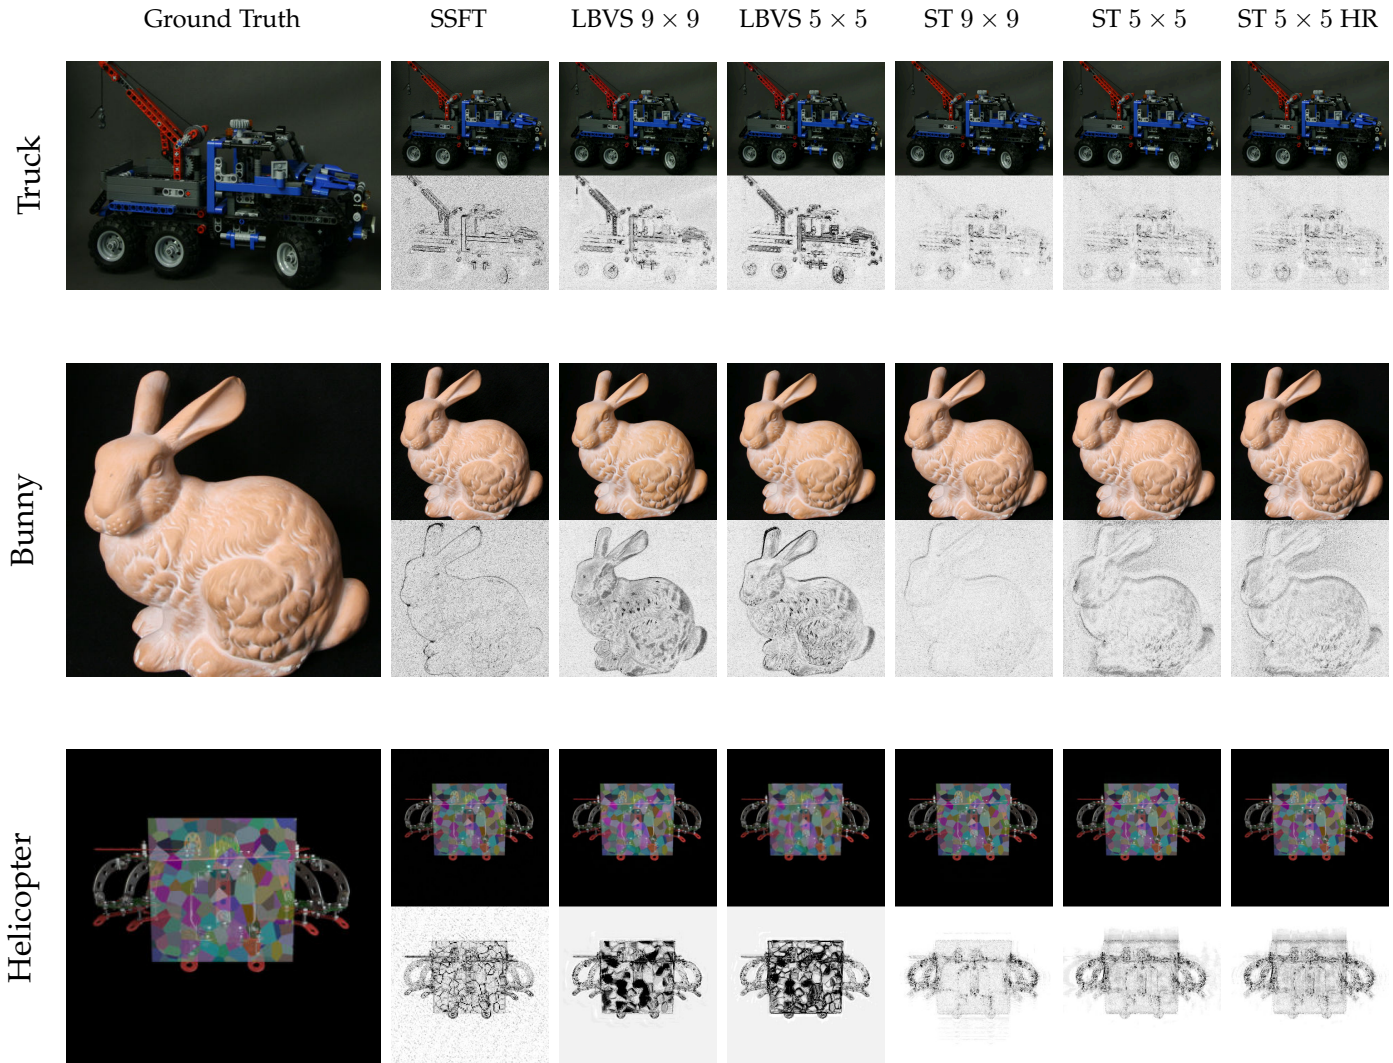 Ground Truth SSFT LBVS 9 × 9 LBVS 5 × 5 ST 9 × 9 ST 5 × 5 ST 5 × 5 HR
Truck
Bunny
Helicopter